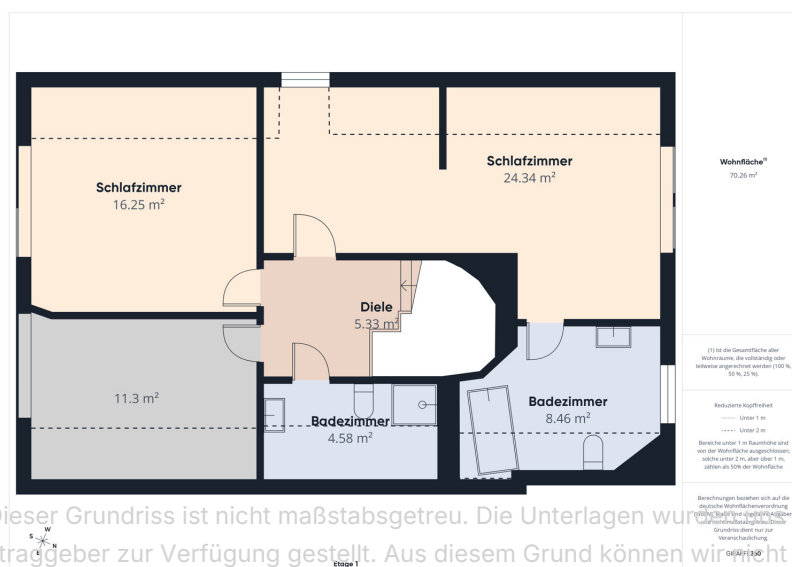 Schlafzimmer
16.25 m²
Schlafzimmer
24.34 m²
Diele
5.33 m²
11.3 m²
Badezimmer
4.58 m²
Badezimmer
8.46 m²
Wohnfläche⁽¹⁾
70.26 m²
(1) Ist die Gesamtfläche aller
Wohnräume, die vollständig oder
teilweise angerechnet werden (100 %,
50 %, 25 %).
Reduzierte Kopffreiheit
Unter 1 m
Unter 2 m
Bereiche unter 1 m Raumhöhe sind
von der Wohnfläche ausgeschlossen;
solche unter 2 m, aber über 1 m,
zählen als 50% der Wohnfläche
Berechnungen beziehen sich auf die
deutsche Wohnflächenverordnung
Grundriss dient nur zur
Veranschaulichung.
GIRAFFE360
Dieser Grundriss ist nicht maßstabsgetreu. Die Unterlagen wurden
traggeber zur Verfügung gestellt. Aus diesem Grund können wir nicht
W
S
N
E
Etage 1